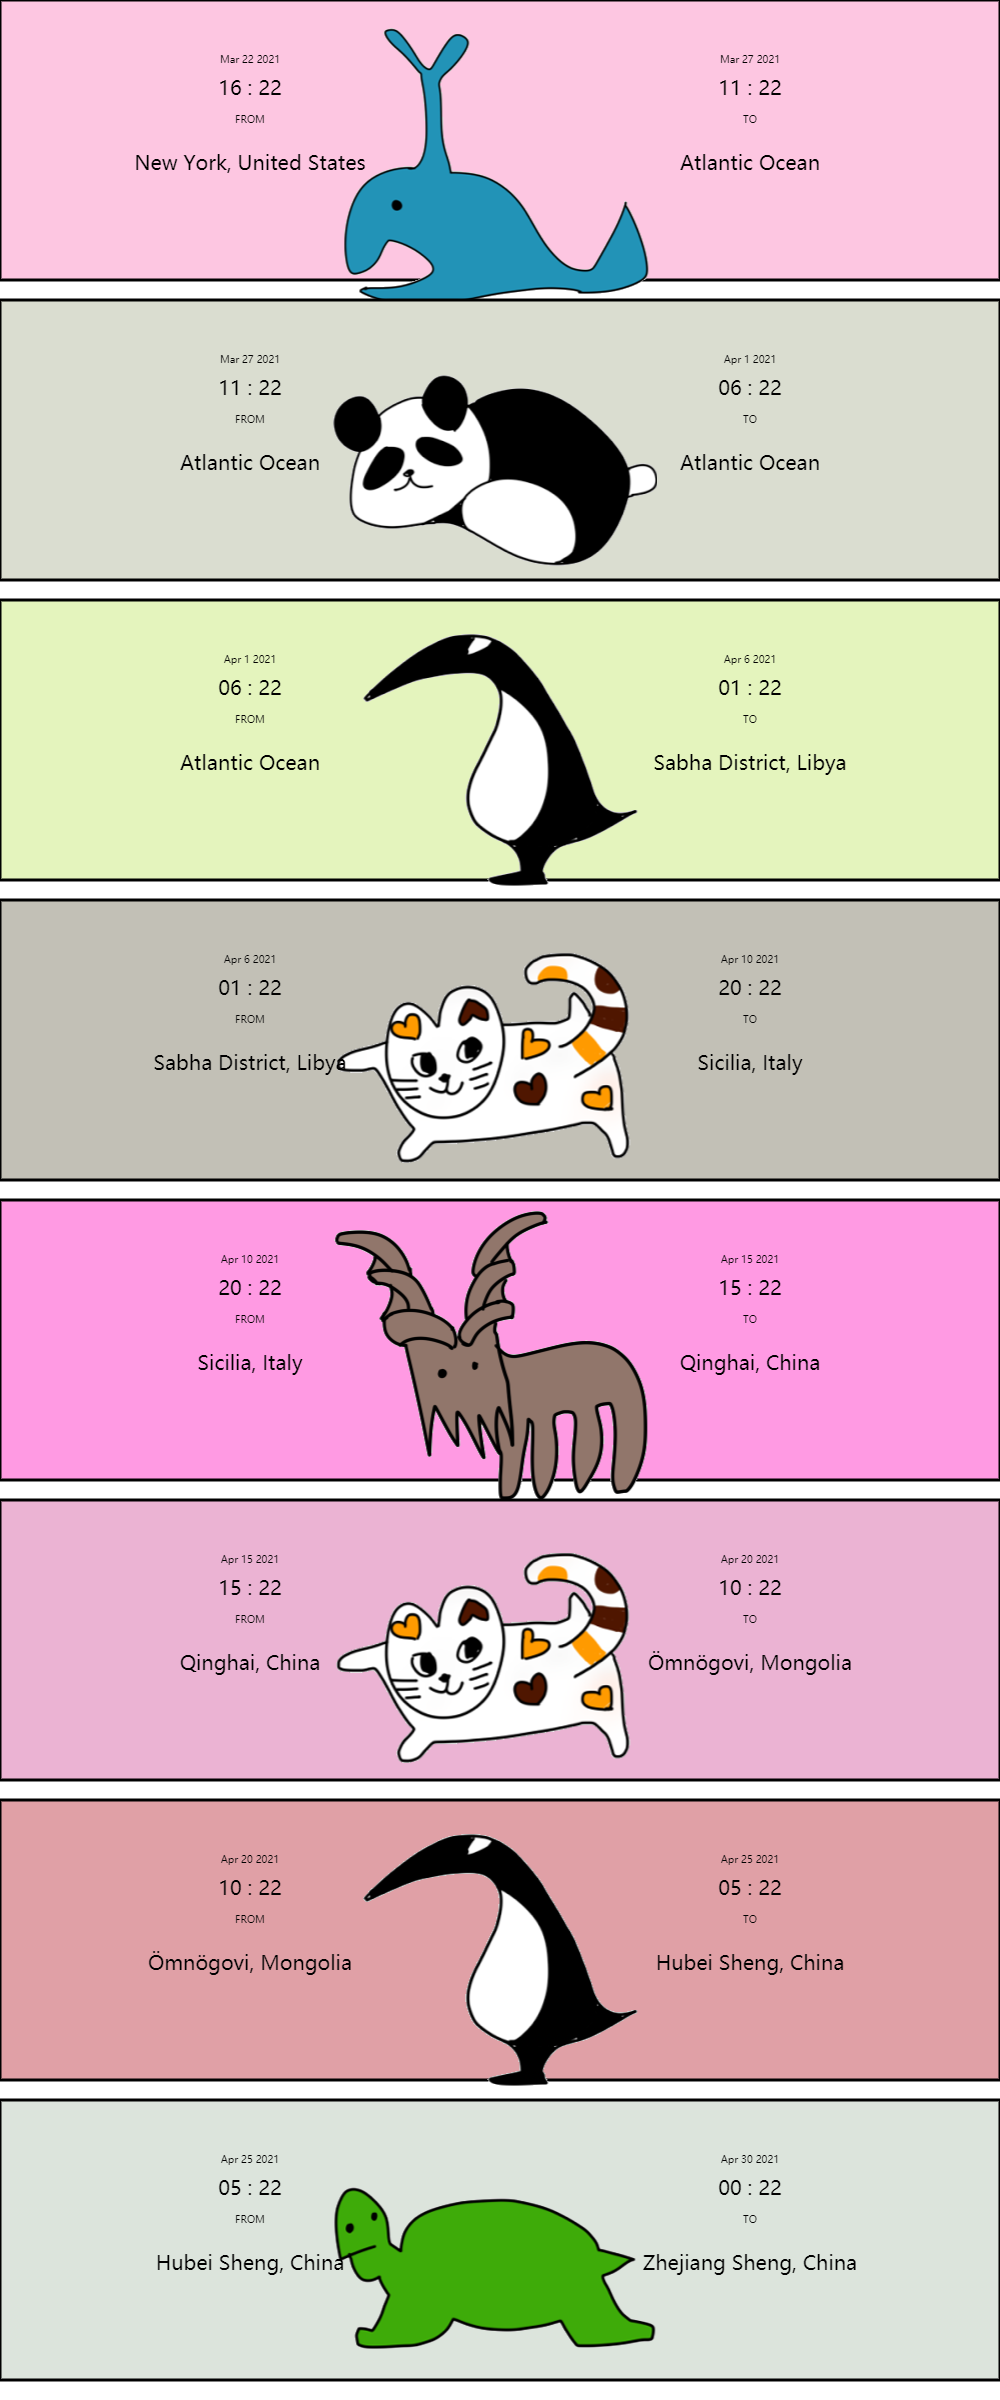 Mar 22 2021
16 : 22
FROM
New York, United States
Mar 27 2021
11 : 22
TO
Atlantic Ocean
Mar 27 2021
11 : 22
FROM
Atlantic Ocean
Apr 1 2021
06 : 22
TO
Atlantic Ocean
Apr 1 2021
06 : 22
FROM
Atlantic Ocean
Apr 6 2021
01 : 22
TO
Sabha District, Libya
Apr 6 2021
01 : 22
FROM
Sabha District, Libya
Apr 10 2021
20 : 22
TO
Sicilia, Italy
Apr 10 2021
20 : 22
FROM
Sicilia, Italy
Apr 15 2021
15 : 22
TO
Qinghai, China
Apr 15 2021
15 : 22
FROM
Qinghai, China
Apr 20 2021
10 : 22
TO
Ömnögovi, Mongolia
Apr 20 2021
10 : 22
FROM
Ömnögovi, Mongolia
Apr 25 2021
05 : 22
TO
Hubei Sheng, China
Apr 25 2021
05 : 22
FROM
Hubei Sheng, China
Apr 30 2021
00 : 22
TO
Zhejiang Sheng, China